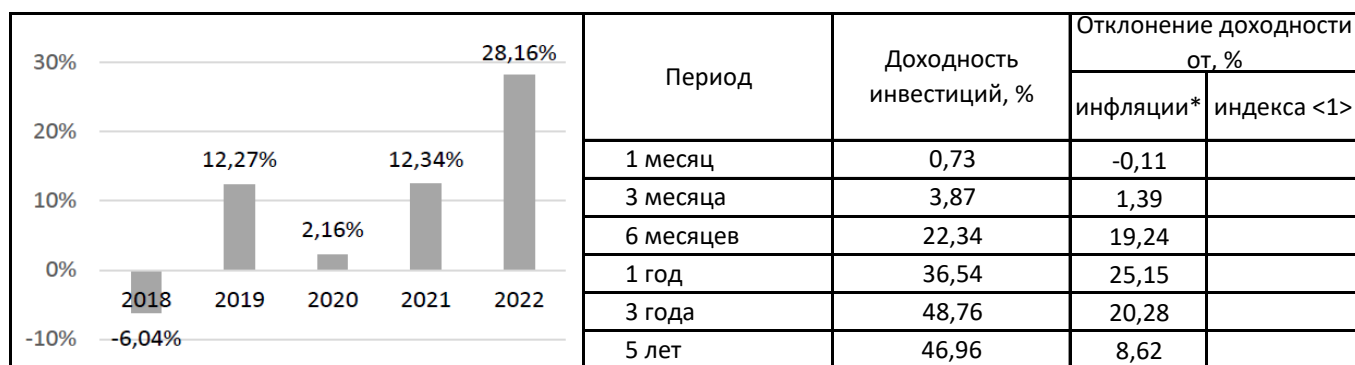 30%
20%
10%
0%
-10%
-6,04%
12,27%
2,16%
12,34%
28,16%
2018 2019 2020 2021 2022
Период
Доходность
инвестиций, %
Отклонение доходности
от, %
инфляции* индекса <1>
1 месяц 0,73 -0,11
3 месяца 3,87 1,39
6 месяцев 22,34 19,24
1 год 36,54 25,15
3 года 48,76 20,28
5 лет 46,96 8,62